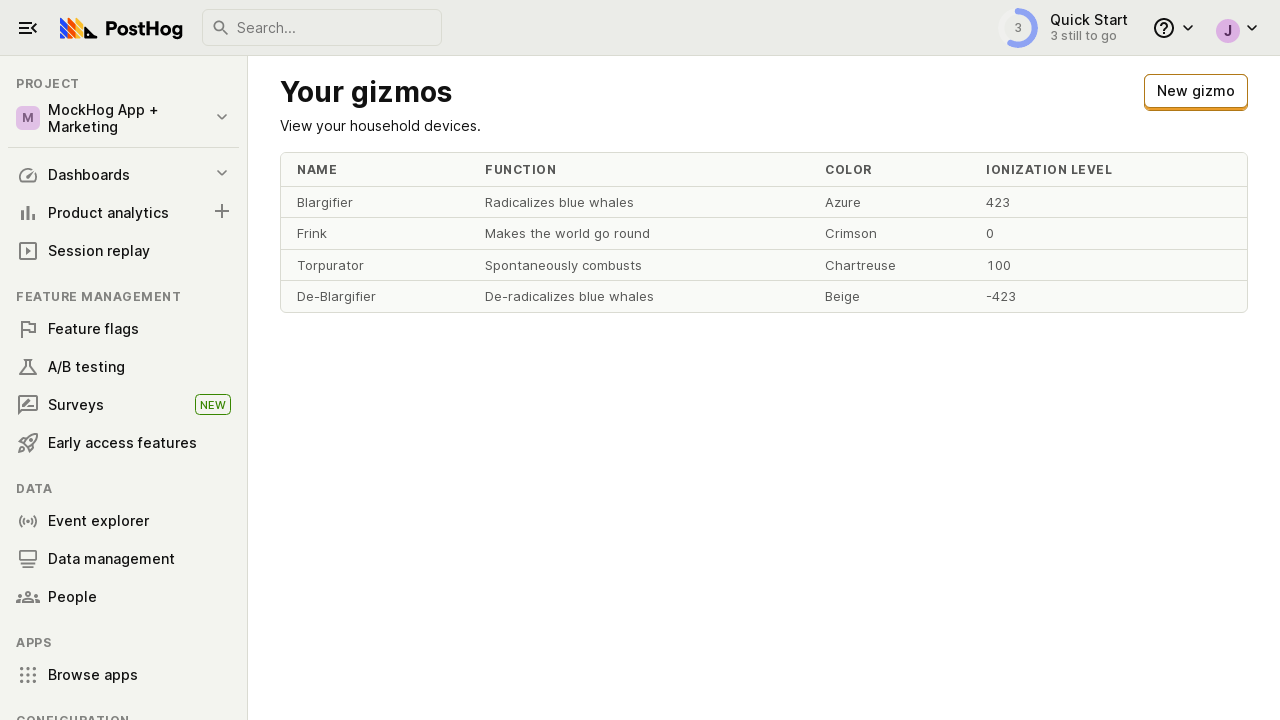 PostHog
Search...
3
Quick Start
3 still to go
J
PROJECT
M
MockHog App +
Marketing
Dashboards
Product analytics
Session replay
FEATURE MANAGEMENT
Feature flags
A/B testing
Surveys NEW
Early access features
DATA
Event explorer
Data management
People
APPS
Browse apps
CONFIGURATION
Your gizmos
New gizmo
View your household devices.
NAME FUNCTION COLOR IONIZATION LEVEL
Blargifier Radicalizes blue whales Azure 423
Frink Makes the world go round Crimson 0
Torpurator Spontaneously combusts Chartreuse 100
De-Blargifier De-radicalizes blue whales Beige -423